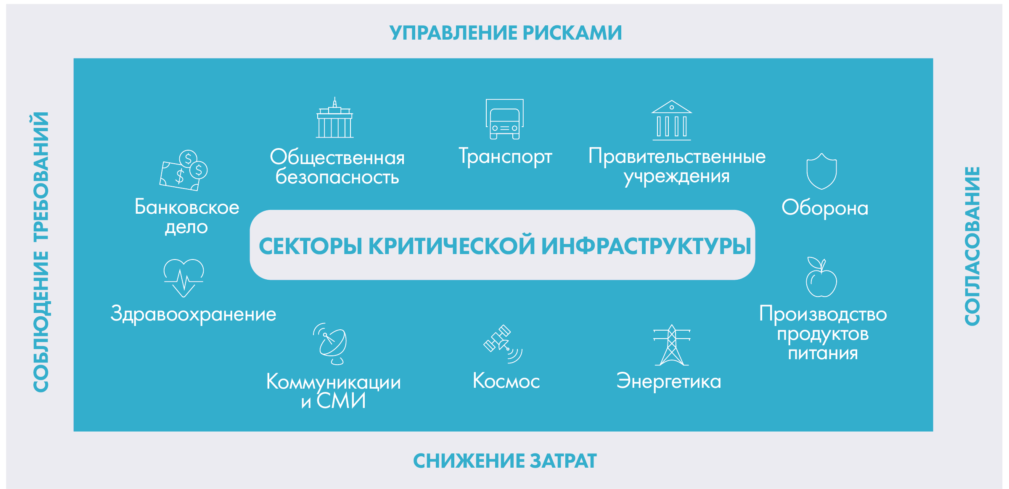 УПРАВЛЕНИЕ РИСКАМИ
СОБЛЮДЕНИЕ ТРЕБОВАНИЙ
Общественная
безопасность
Транспорт
Правительственные
учреждения
Банковское
дело
Оборона
СЕКТОРЫ КРИТИЧЕСКОЙ ИНФРАСТРУКТУРЫ
Здравоохранение
Производство
продуктов
питания
Коммуникации
и СМИ
Космос
Энергетика
СОГЛАСОВАНИЕ
СНИЖЕНИЕ ЗАТРАТ